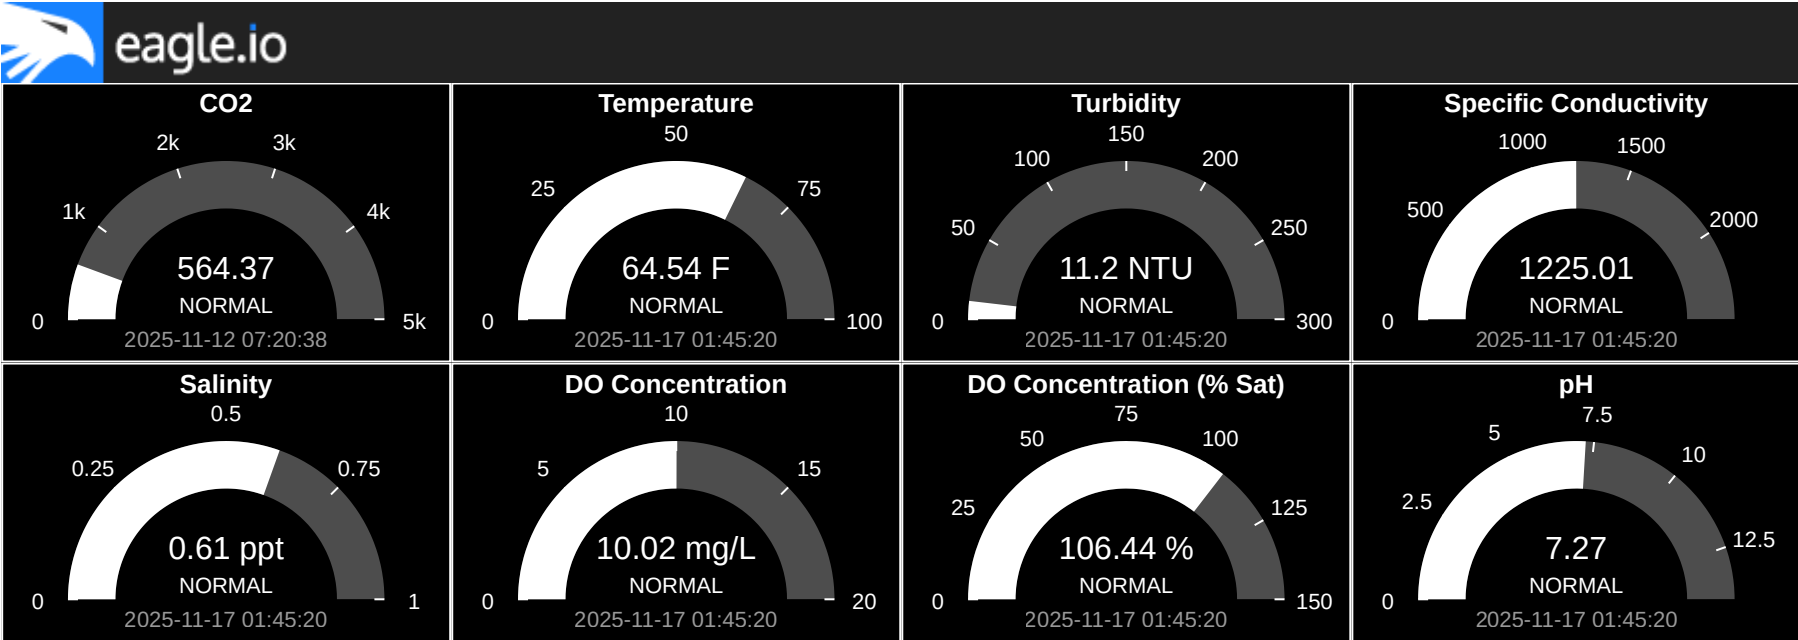 eagle.io
CO2
2k
3k
1k
4k
564.37
NORMAL
0
5k
2025-11-12 07:20:38
Temperature
50
25
75
64.54 F
NORMAL
0
100
2025-11-17 01:45:20
Turbidity
150
100
200
50
250
11.2 NTU
NORMAL
0
300
2025-11-17 01:45:20
Specific Conductivity
1000
1500
500
2000
1225.01
NORMAL
0
2025-11-17 01:45:20
Salinity
0.5
0.25
0.75
0.61 ppt
NORMAL
0
1
2025-11-17 01:45:20
DO Concentration
10
5
15
10.02 mg/L
NORMAL
0
20
2025-11-17 01:45:20
DO Concentration (% Sat)
75
50
100
25
125
106.44 %
NORMAL
0
150
2025-11-17 01:45:20
pH
7.5
5
10
2.5
12.5
7.27
NORMAL
0
2025-11-17 01:45:20